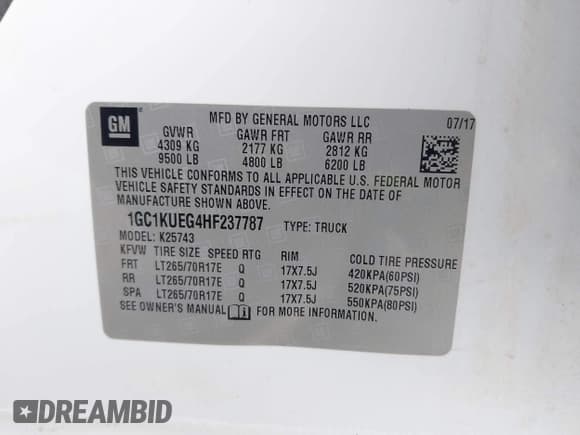 GM
MFD BY GENERAL MOTORS LLC 07/17
GVWR GAWR FRT GAWR RR
4309 KG 2177 KG 2812 KG
9500 LB 4800 LB 6200 LB
THIS VEHICLE CONFORMS TO ALL APPLICABLE U.S. FEDERAL MOTOR
VEHICLE SAFETY STANDARDS IN EFFECT ON THE DATE OF
MANUFACTURE SHOWN ABOVE.
1GC1KUEG4HF237787 TYPE: TRUCK
MODEL: K25743
KFVW TIRE SIZE SPEED RTG RIM COLD TIRE PRESSURE
FRT LT265/70R17E Q 17X7.5J 420KPA(60PSI)
RR LT265/70R17E Q 17X7.5J 520KPA(75PSI)
SPA LT265/70R17E Q 17X7.5J 550KPA(80PSI)
SEE OWNER'S MANUAL FOR MORE INFORMATION.
DREAMBID